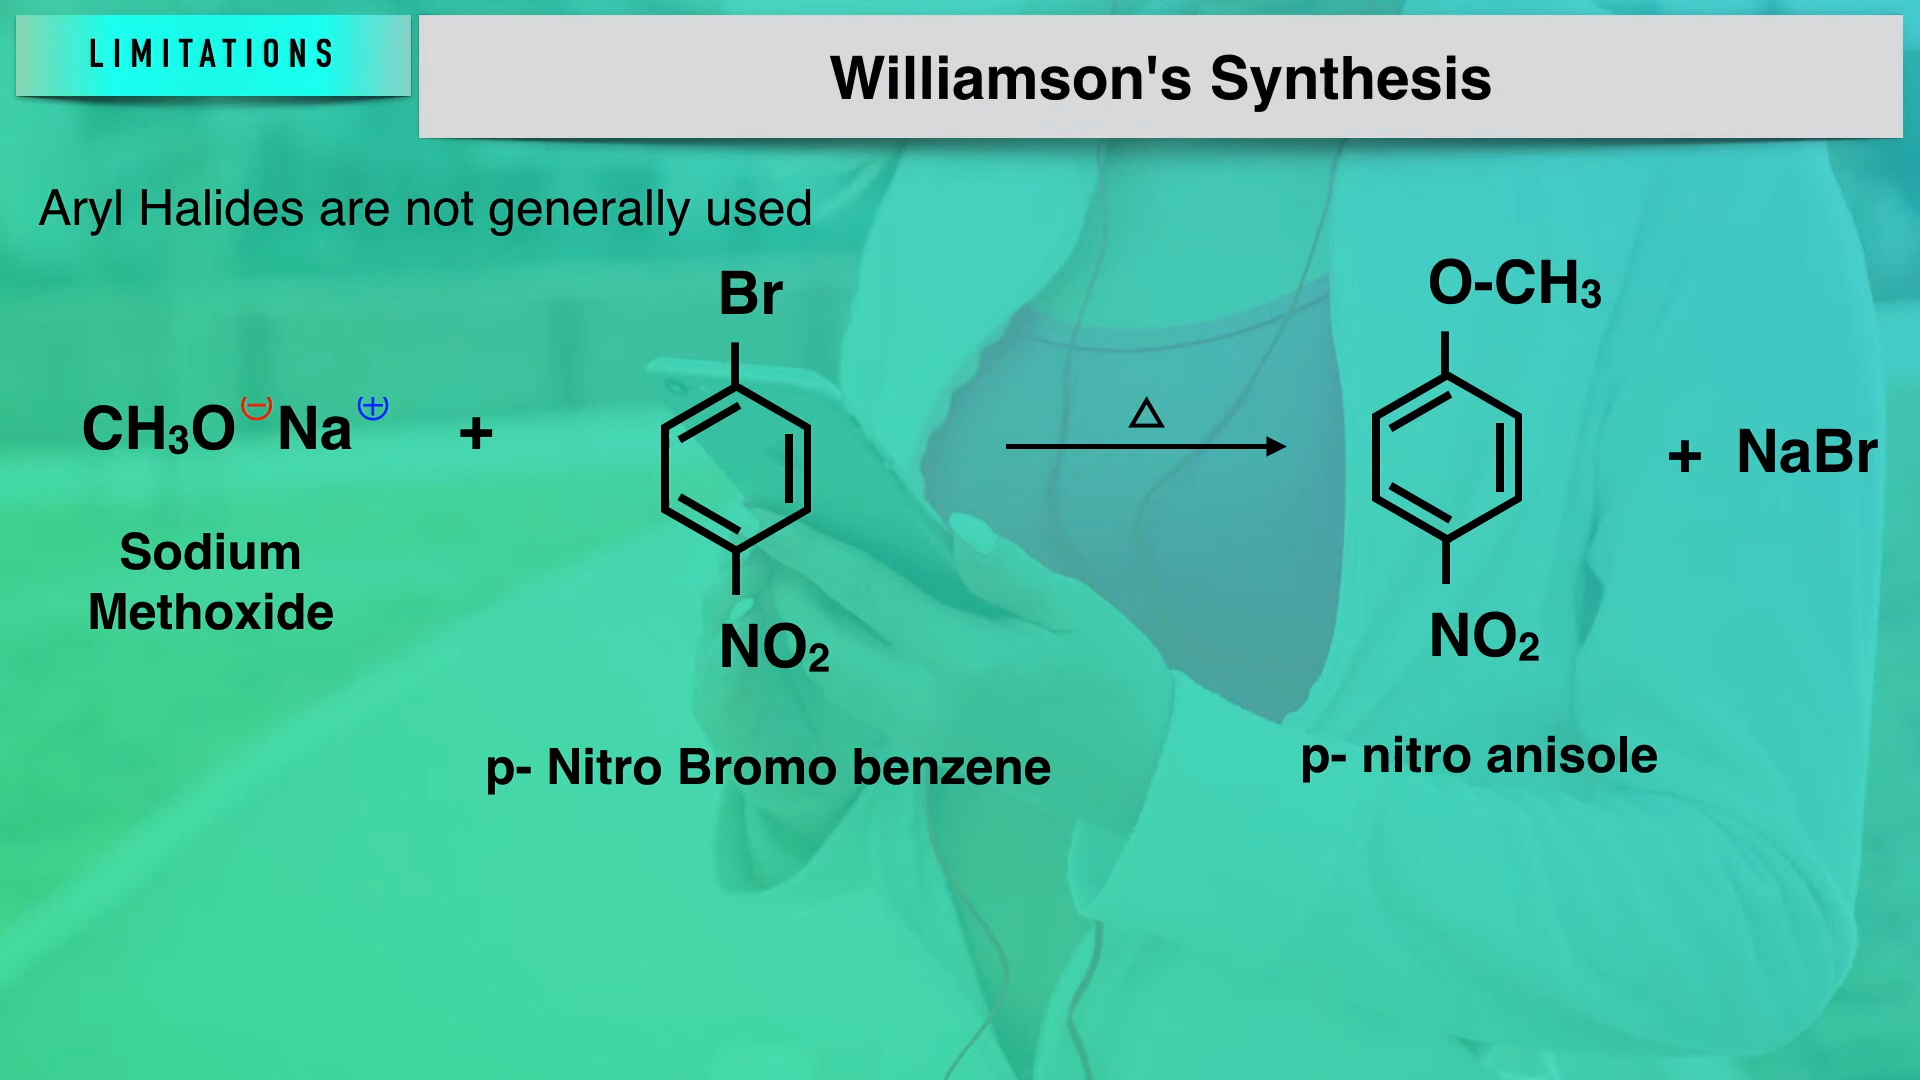 LIMITATIONS
Williamson's Synthesis
Aryl Halides are not generally used
Br
O-CH₃
CH₃O⊖Na⊕ +
△
+ NaBr
Sodium
Methoxide
NO₂
NO₂
p- Nitro Bromo benzene
p- nitro anisole